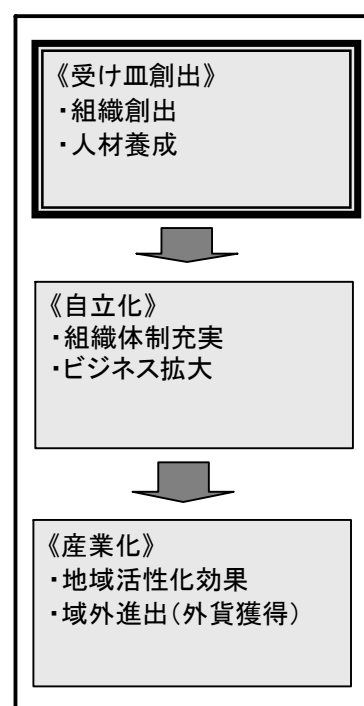 《受け皿創出》
・組織創出
・人材養成
《自立化》
・組織体制充実
・ビジネス拡大
《産業化》
・地域活性化効果
・域外進出（外貨獲得）